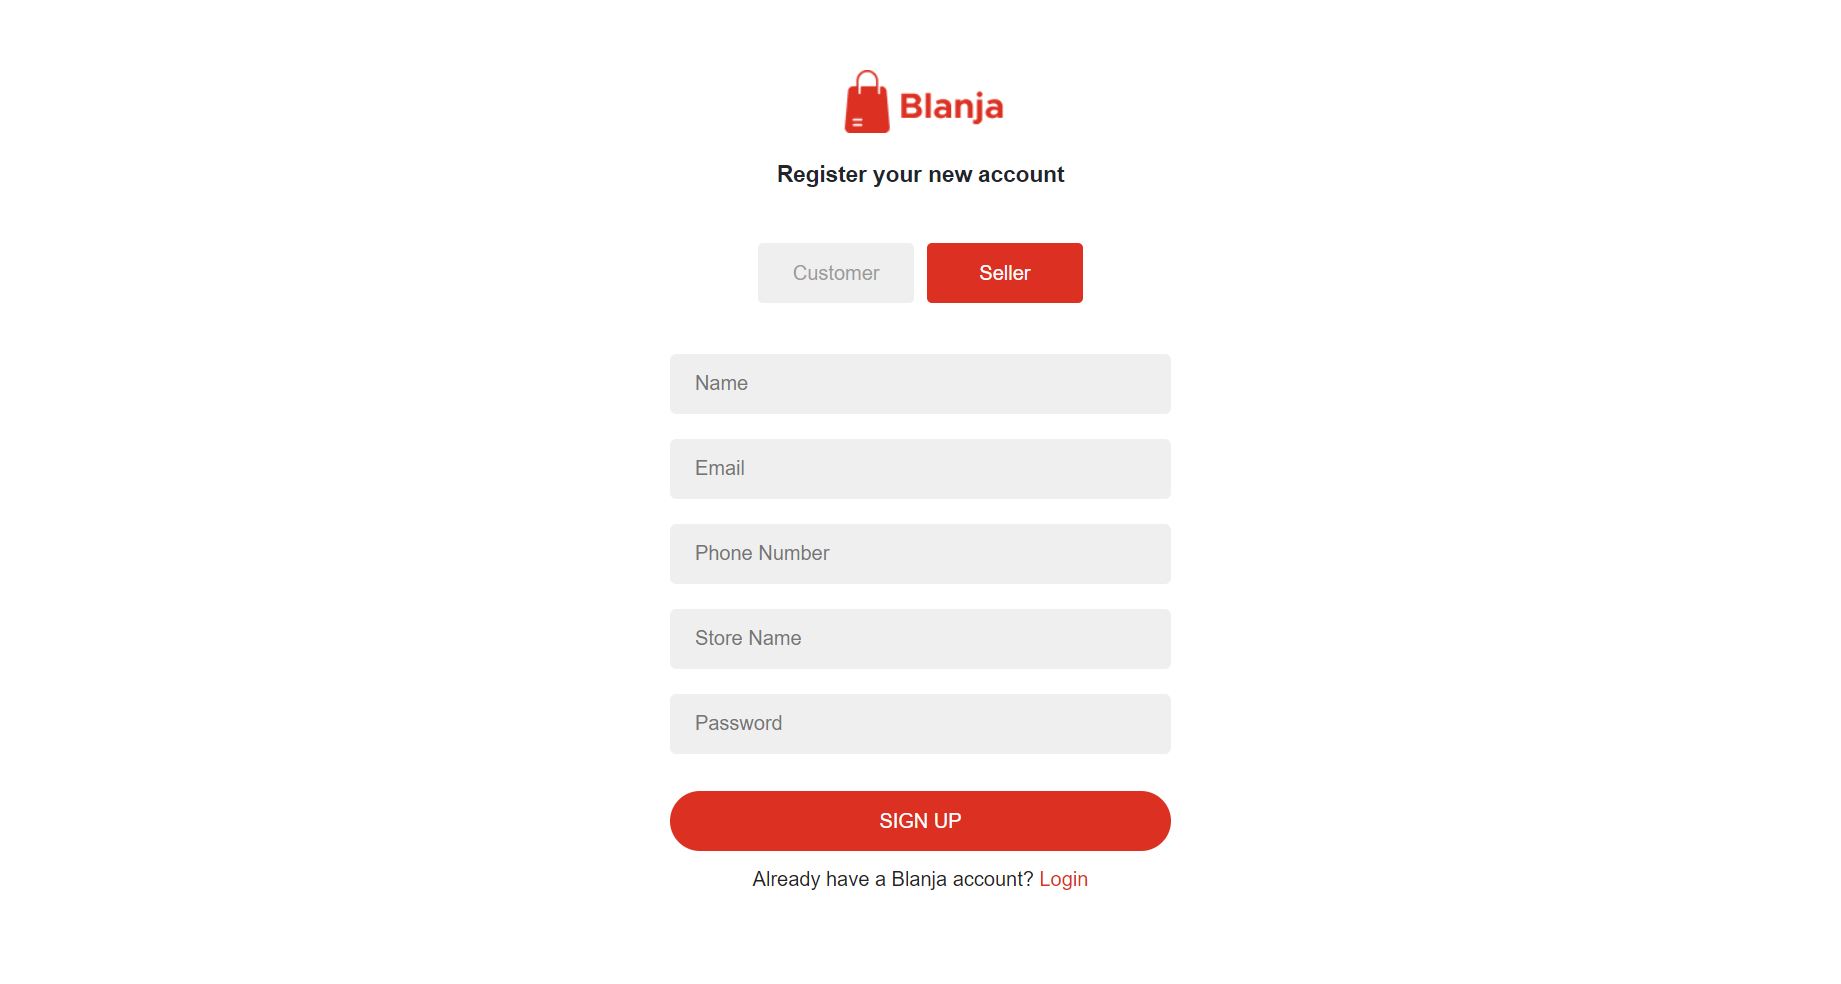 Blanja
Register your new account
Customer Seller
Name
Email
Phone Number
Store Name
Password
SIGN UP
Already have a Blanja account? Login